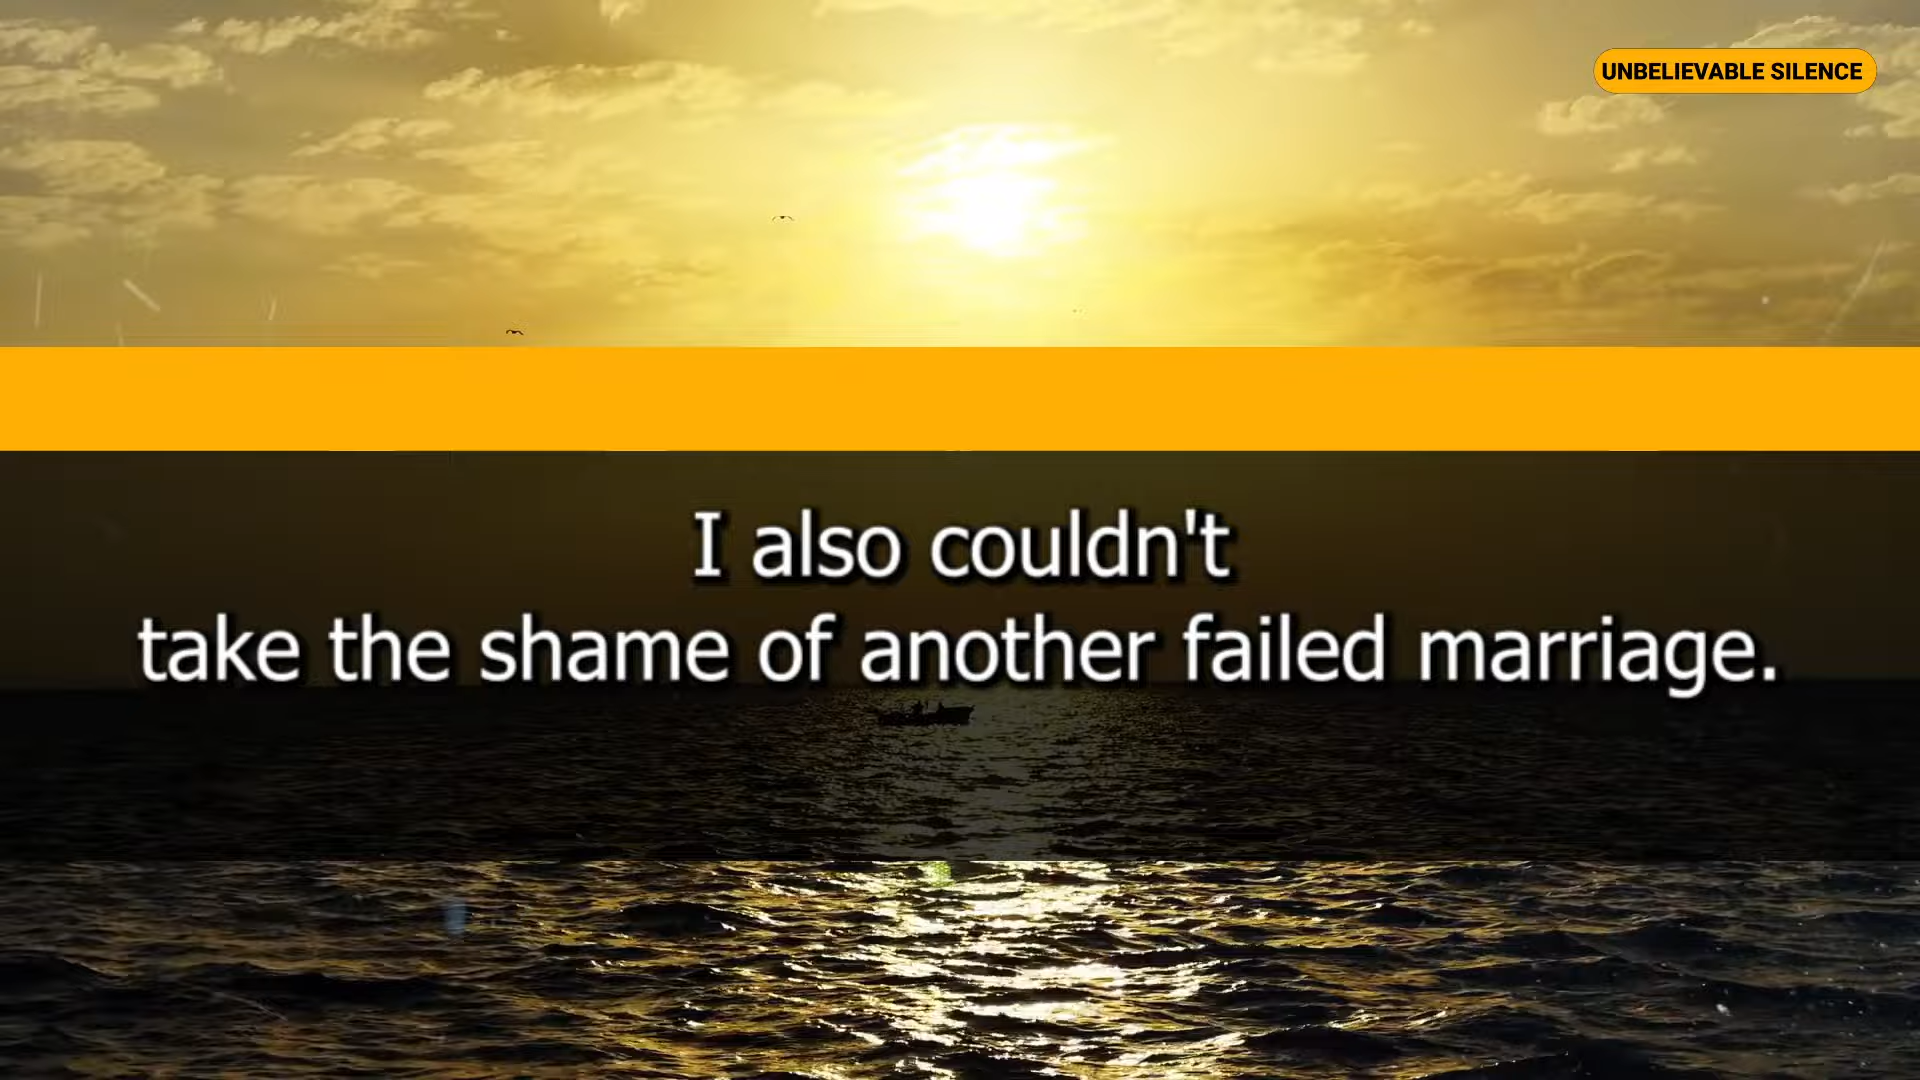 UNBELIEVABLE SILENCE
I also couldn't
take the shame of another failed marriage.